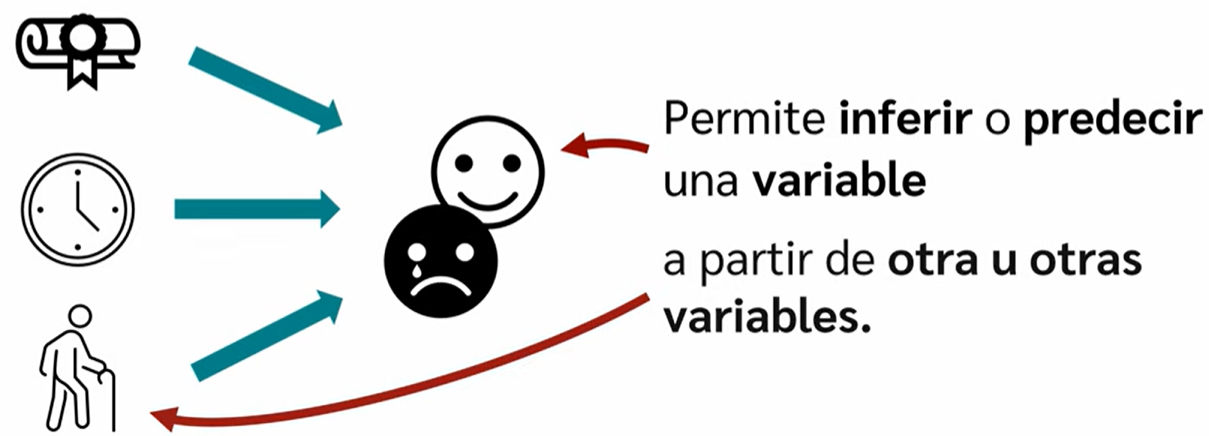 Permite inferir o predecir
una variable
a partir de otra u otras
variables.